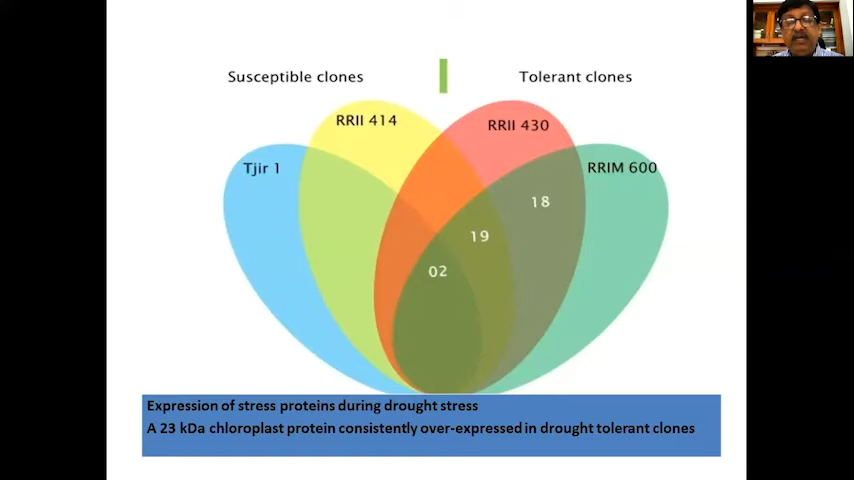 Susceptible clones
Tolerant clones
RRII 414
RRII 430
Tjir 1
RRIM 600
18
19
02
Expression of stress proteins during drought stress
A 23 kDa chloroplast protein consistently over-expressed in drought tolerant clones